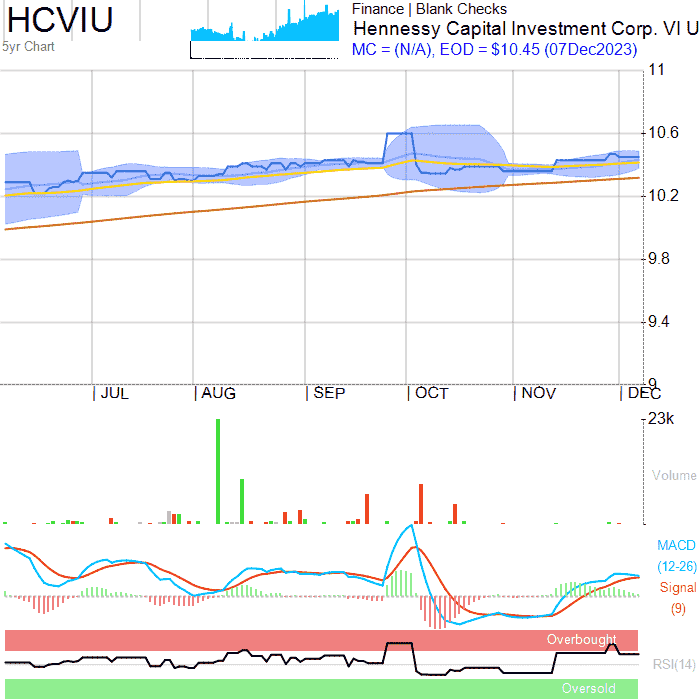 HCVIU
5yr Chart
Finance | Blank Checks
Hennessy Capital Investment Corp. VI U
MC = (N/A), EOD = $10.45 (07Dec2023)
11
10.6
10.2
9.8
9.4
9
JUL AUG SEP OCT NOV DEC
23k
Volume
MACD
(12-26)
Signal
(9)
Overbought
RSI(14)
Oversold